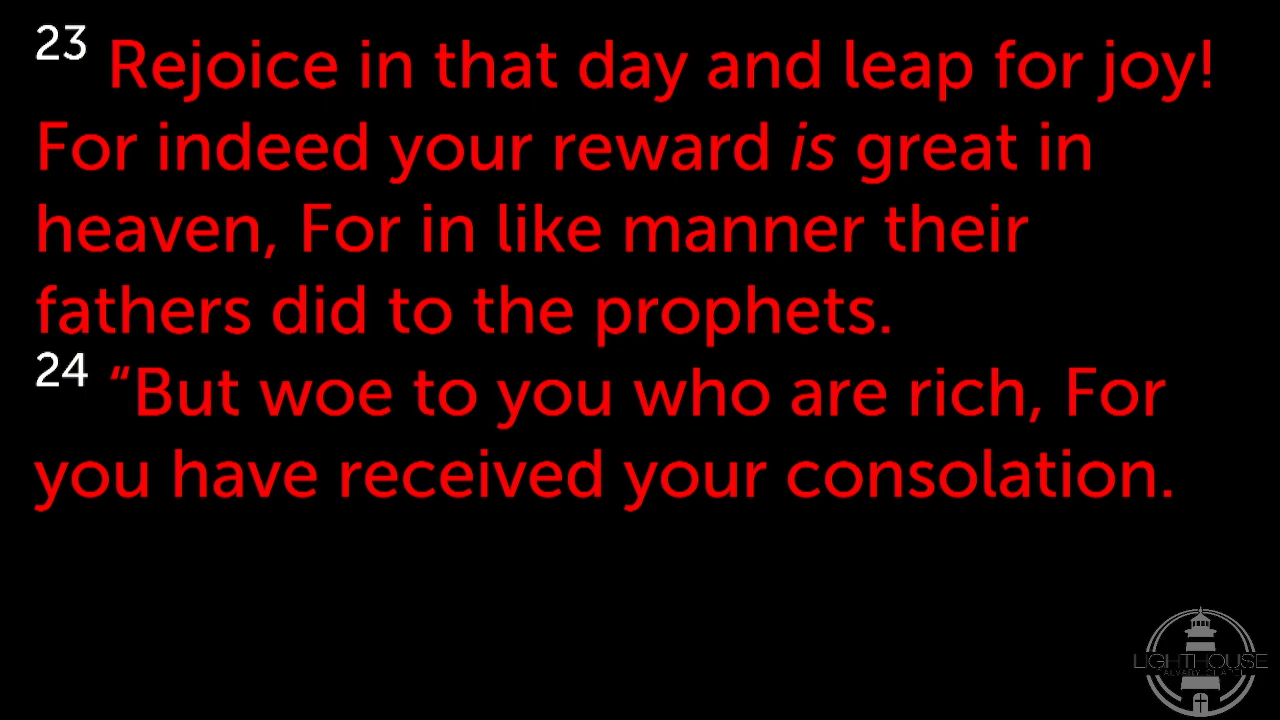 23 Rejoice in that day and leap for joy!
For indeed your reward is great in
heaven, For in like manner their
fathers did to the prophets.
24 “But woe to you who are rich, For
you have received your consolation.
LIGHTHOUSE